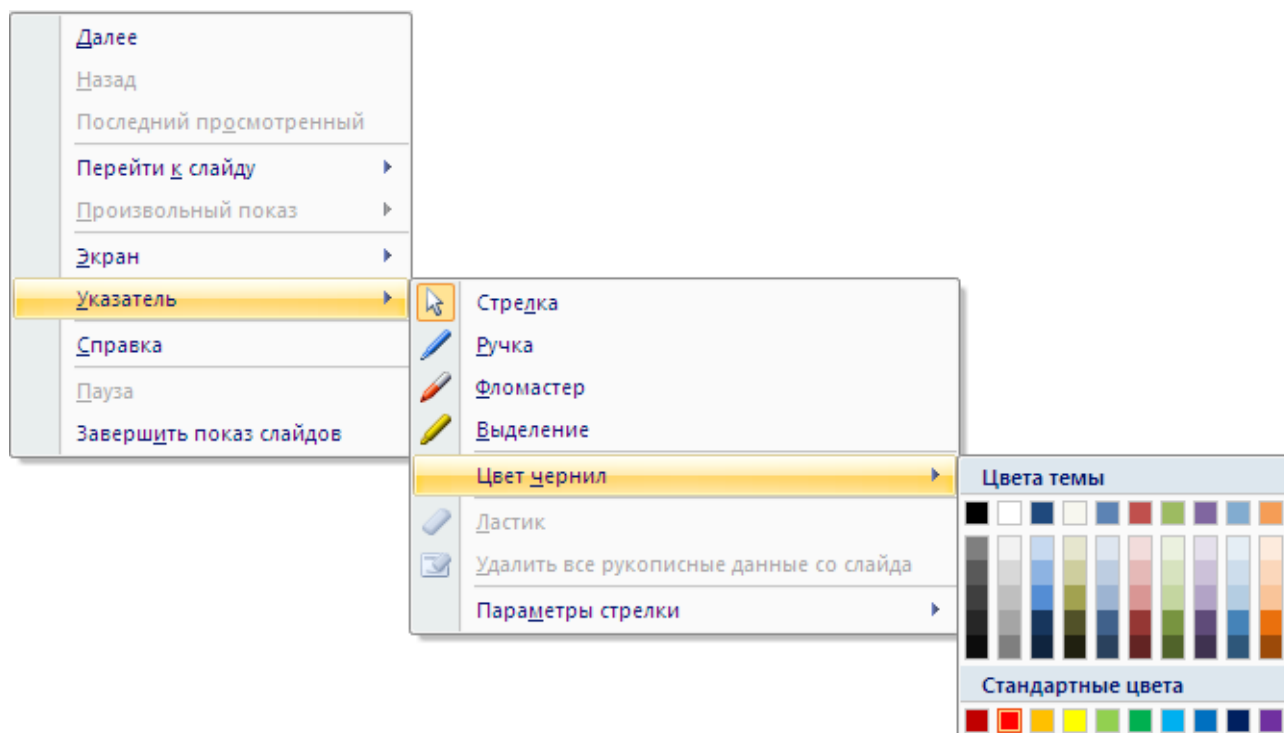 Далее
Назад
Последний просмотренный
Перейти к слайду
Произвольный показ
Экран
Указатель
Справка
Пауза
Завершить показ слайдов
Стрелка
Ручка
Фломастер
Выделение
Цвет чернил
Ластик
Удалить все рукописные данные со слайда
Параметры стрелки
Цвета темы
Стандартные цвета